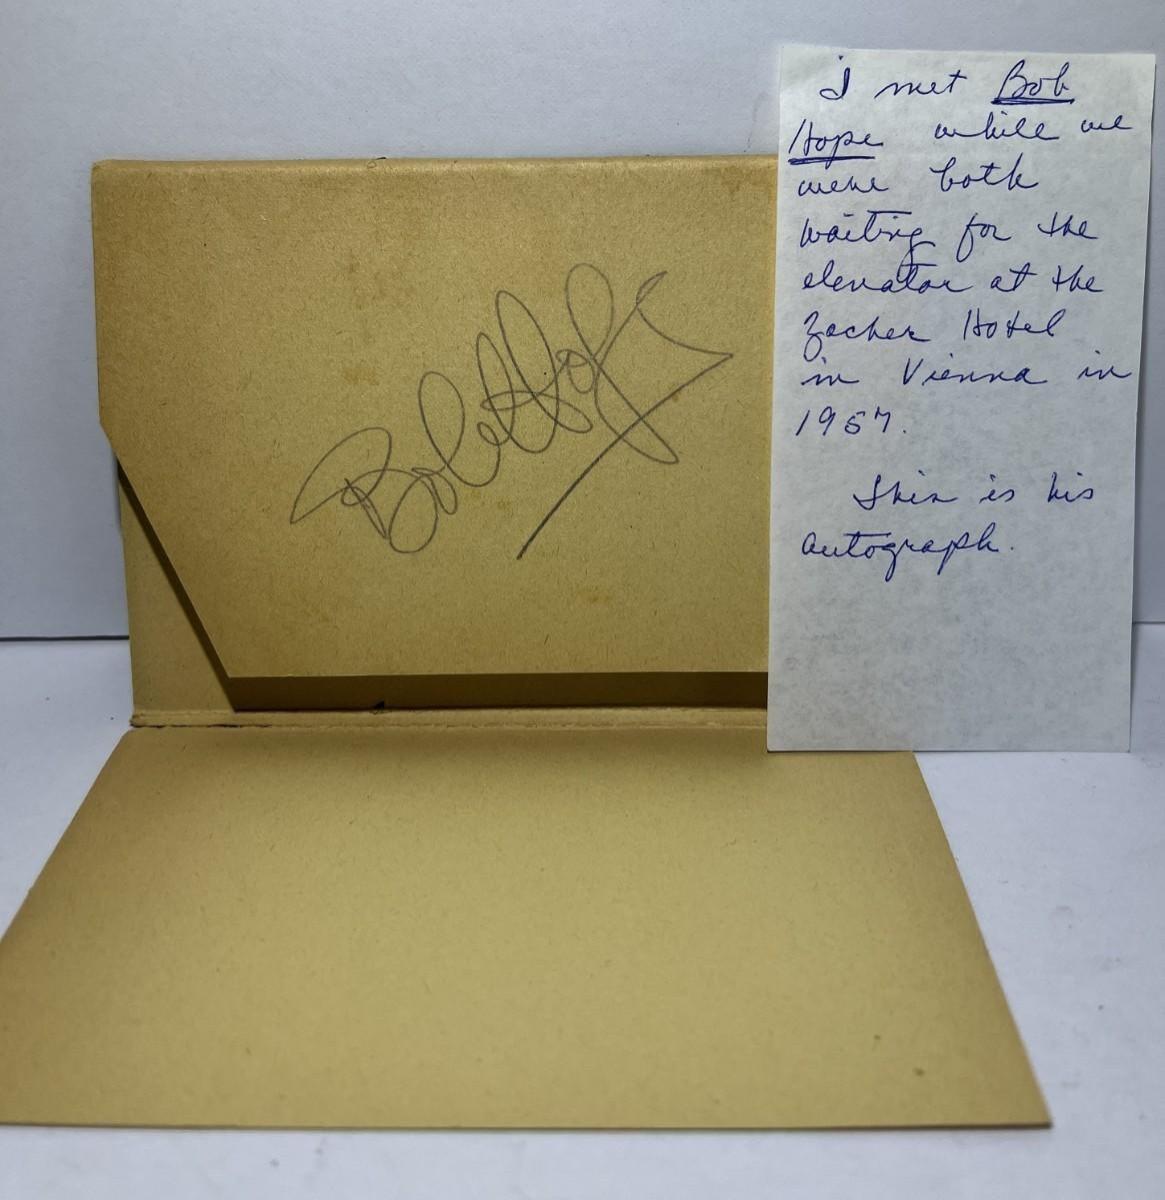 Bob Hope
I met Bob
Hope while we
were both
waiting for the
elevator at the
Zacher Hotel
in Vienna in
1957.
This is his
autograph.